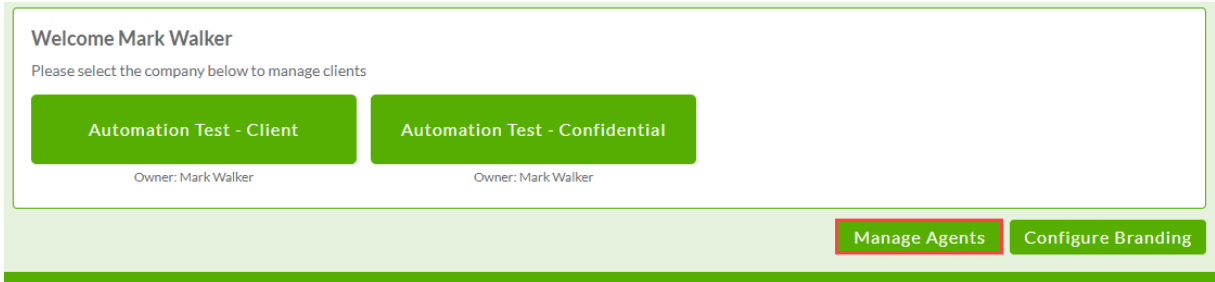 Welcome Mark Walker
Please select the company below to manage clients
Automation Test - Client
Automation Test - Confidential
Owner: Mark Walker
Owner: Mark Walker
Manage Agents
Configure Branding